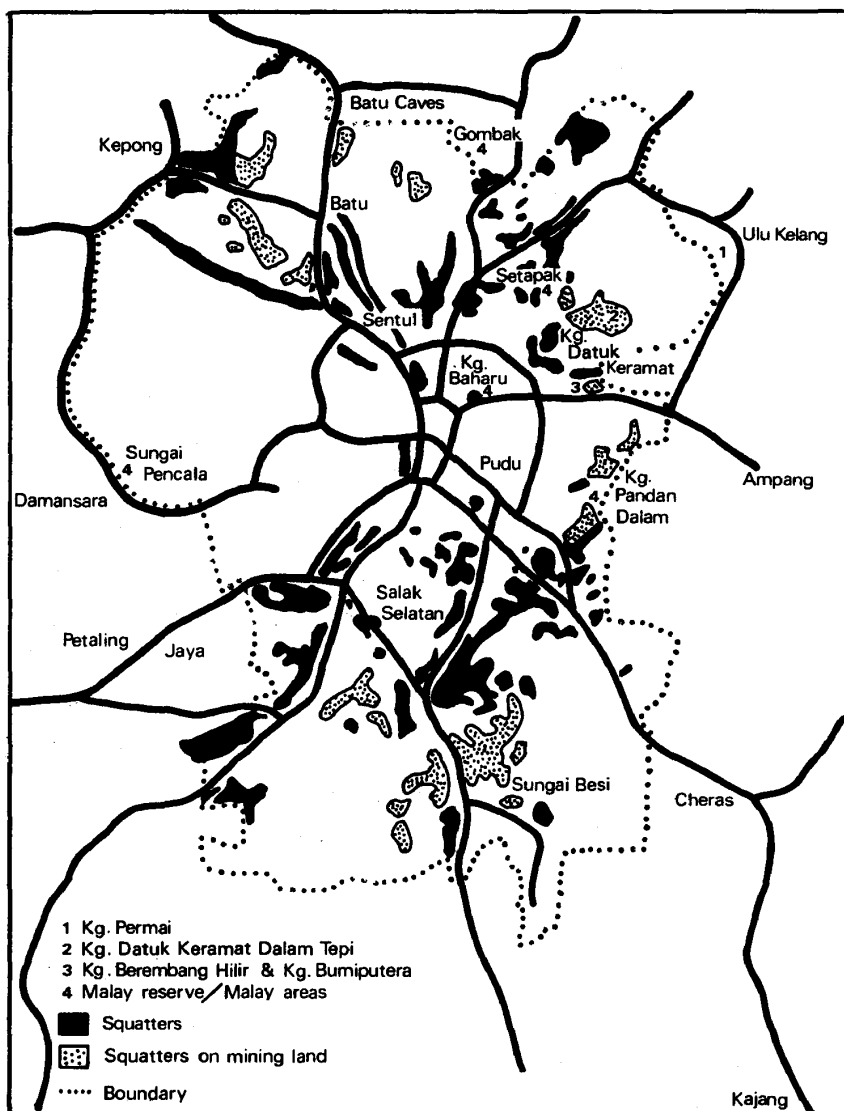 Batu Caves
Gombak
4
Kepong
Batu
Ulu Kelang
1
Setapak
4
2
Sentul
Kg.
Datuk
Keramat
3
Kg.
Baharu
4
Sungai
4 Pencala
Pudu
Kg.
4 Pandan
Dalam
Ampang
Damansara
Salak
Selatan
Petaling
Jaya
Sungai Besi
Cheras
1 Kg. Permai
2 Kg. Datuk Keramat Dalam Tepi
3 Kg. Berembang Hilir & Kg. Bumiputera
4 Malay reserve/Malay areas
Squatters
Squatters on mining land
Boundary
Kajang